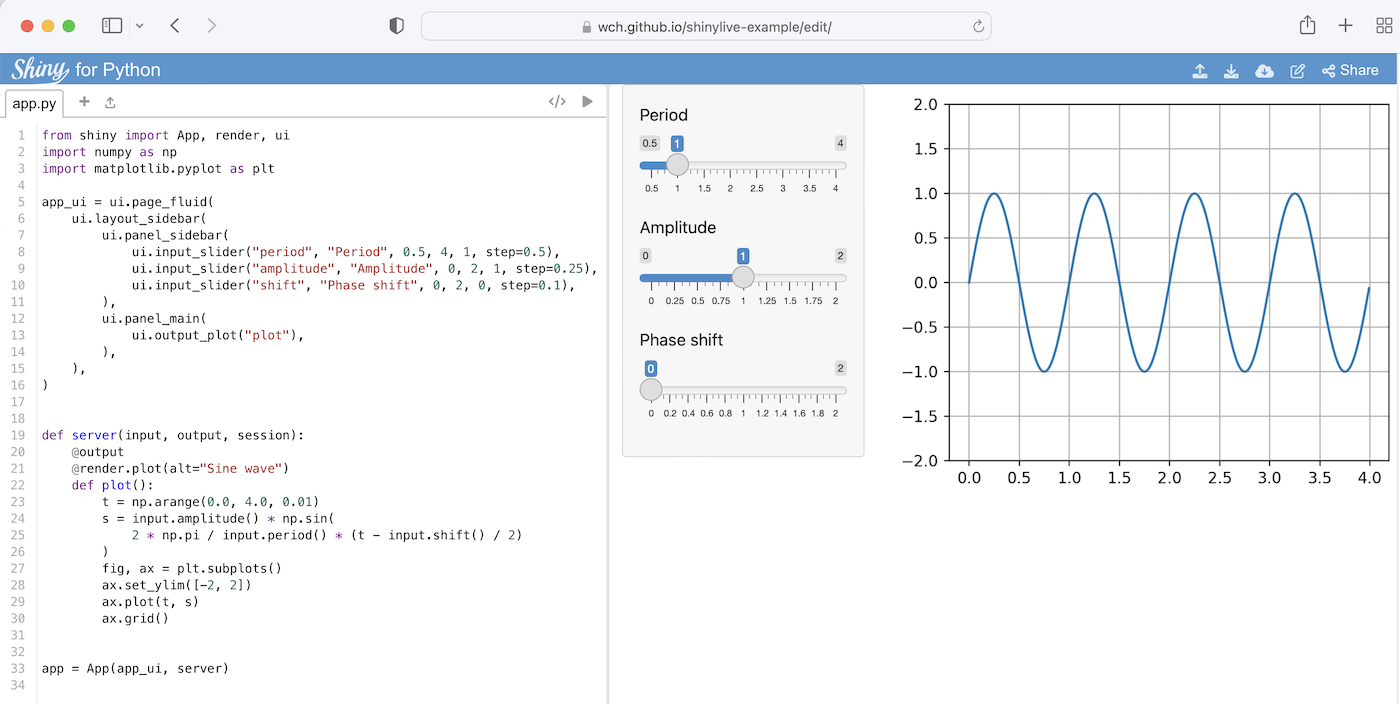 wch.github.io/shinylive-example/edit/
Shiny for Python
Share
app.py
1 from shiny import App, render, ui
2 import numpy as np
3 import matplotlib.pyplot as plt
4
5 app_ui = ui.page_fluid(
6     ui.layout_sidebar(
7         ui.panel_sidebar(
8             ui.input_slider("period", "Period", 0.5, 4, 1, step=0.5),
9             ui.input_slider("amplitude", "Amplitude", 0, 2, 1, step=0.25),
10             ui.input_slider("shift", "Phase shift", 0, 2, 0, step=0.1),
11         ),
12         ui.panel_main(
13             ui.output_plot("plot"),
14         ),
15     ),
16 )
17
18
19 def server(input, output, session):
20     @output
21     @render.plot(alt="Sine wave")
22     def plot():
23         t = np.arange(0.0, 4.0, 0.01)
24         s = input.amplitude() * np.sin(
25             2 * np.pi / input.period() * (t - input.shift() / 2)
26         )
27         fig, ax = plt.subplots()
28         ax.set_ylim([-2, 2])
29         ax.plot(t, s)
30         ax.grid()
31
32
33 app = App(app_ui, server)
34
Period
0.5 1 4
0.5 1 1.5 2 2.5 3 3.5 4
Amplitude
0 1 2
0 0.25 0.5 0.75 1 1.25 1.5 1.75 2
Phase shift
0 2
0 0.2 0.4 0.6 0.8 1 1.2 1.4 1.6 1.8 2
2.0
1.5
1.0
0.5
0.0
−0.5
−1.0
−1.5
−2.0
0.0 0.5 1.0 1.5 2.0 2.5 3.0 3.5 4.0